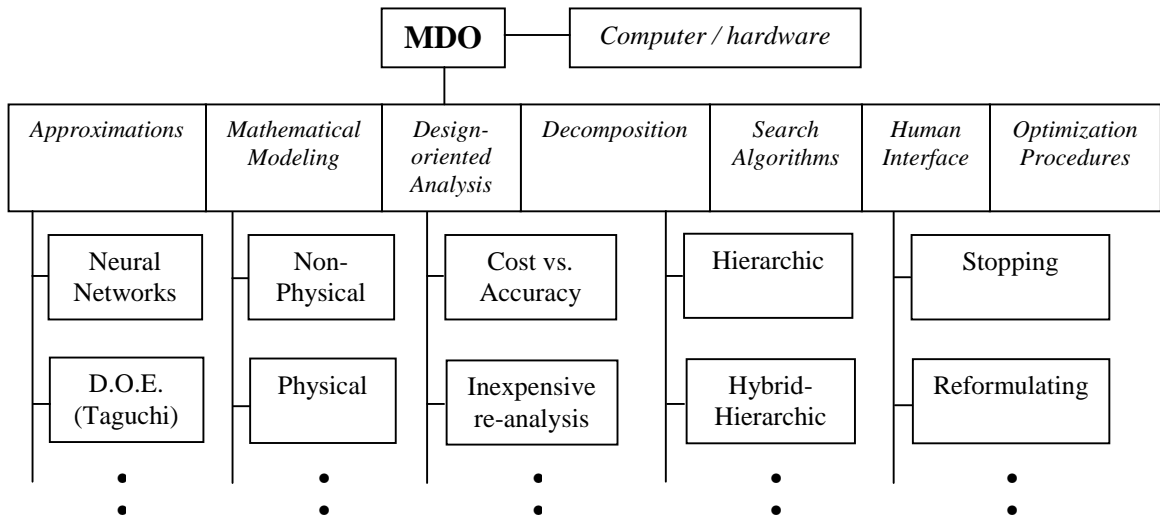 MDO
Computer / hardware
Approximations
Mathematical
Modeling
Design-
oriented
Analysis
Decomposition
Search
Algorithms
Human
Interface
Optimization
Procedures
Neural
Networks
Non-
Physical
Cost vs.
Accuracy
Hierarchic
Stopping
D.O.E.
(Taguchi)
Physical
Inexpensive
re-analysis
Hybrid-
Hierarchic
Reformulating